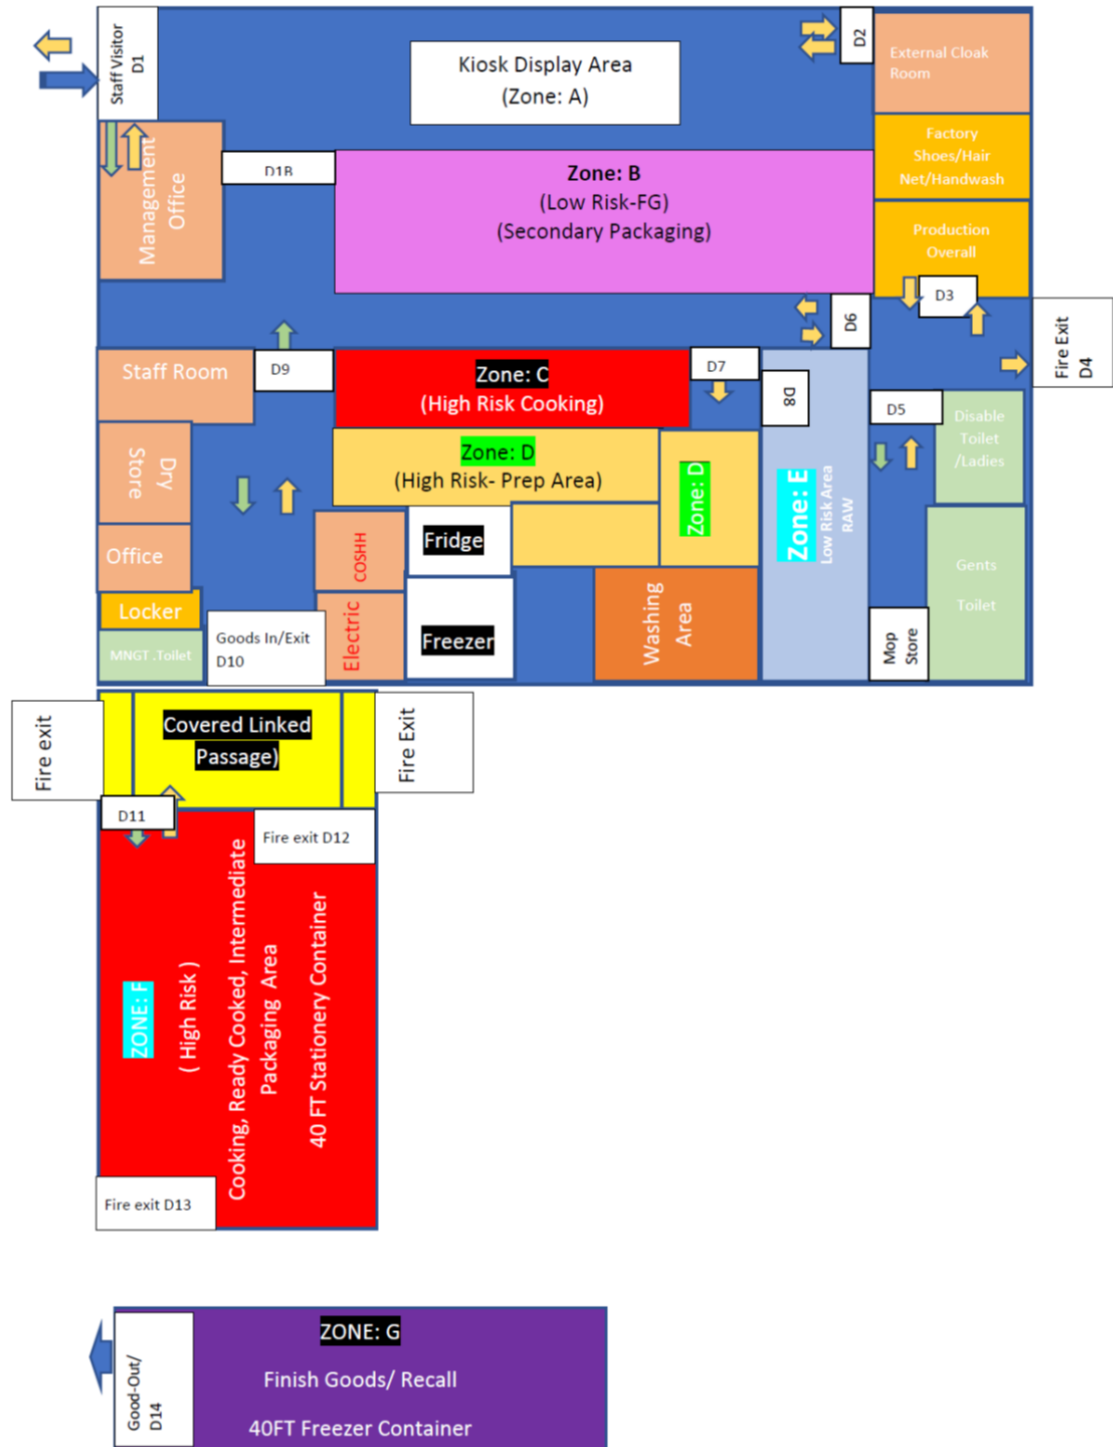 Staff Visitor
D1
Kiosk Display Area
(Zone: A)
D2
External Cloak
Room
Factory
Shoes/Hair
Net/Handwash
Management
Office
D1B
Zone: B
(Low Risk-FG)
(Secondary Packaging)
Production
Overall
D3
D6
Fire Exit
D4
Staff Room
D9
Zone: C
(High Risk Cooking)
D7
D8
D5
Disable
Toilet
/Ladies
Dry
Store
Zone: D
(High Risk- Prep Area)
Zone: D
Zone: E
Low Risk Area
RAW
Office
COSHH
Fridge
Gents
Toilet
Locker
MNGT .Toilet
Goods In/Exit
D10
Electric
Freezer
Washing
Area
Mop
Store
Fire exit
Covered Linked
Passage)
Fire Exit
D11
Fire exit D12
ZONE: F
( High Risk )
Cooking, Ready Cooked, Intermediate
Packaging Area
40 FT Stationery Container
Fire exit D13
Good-Out/
D14
ZONE: G
Finish Goods/ Recall
40FT Freezer Container